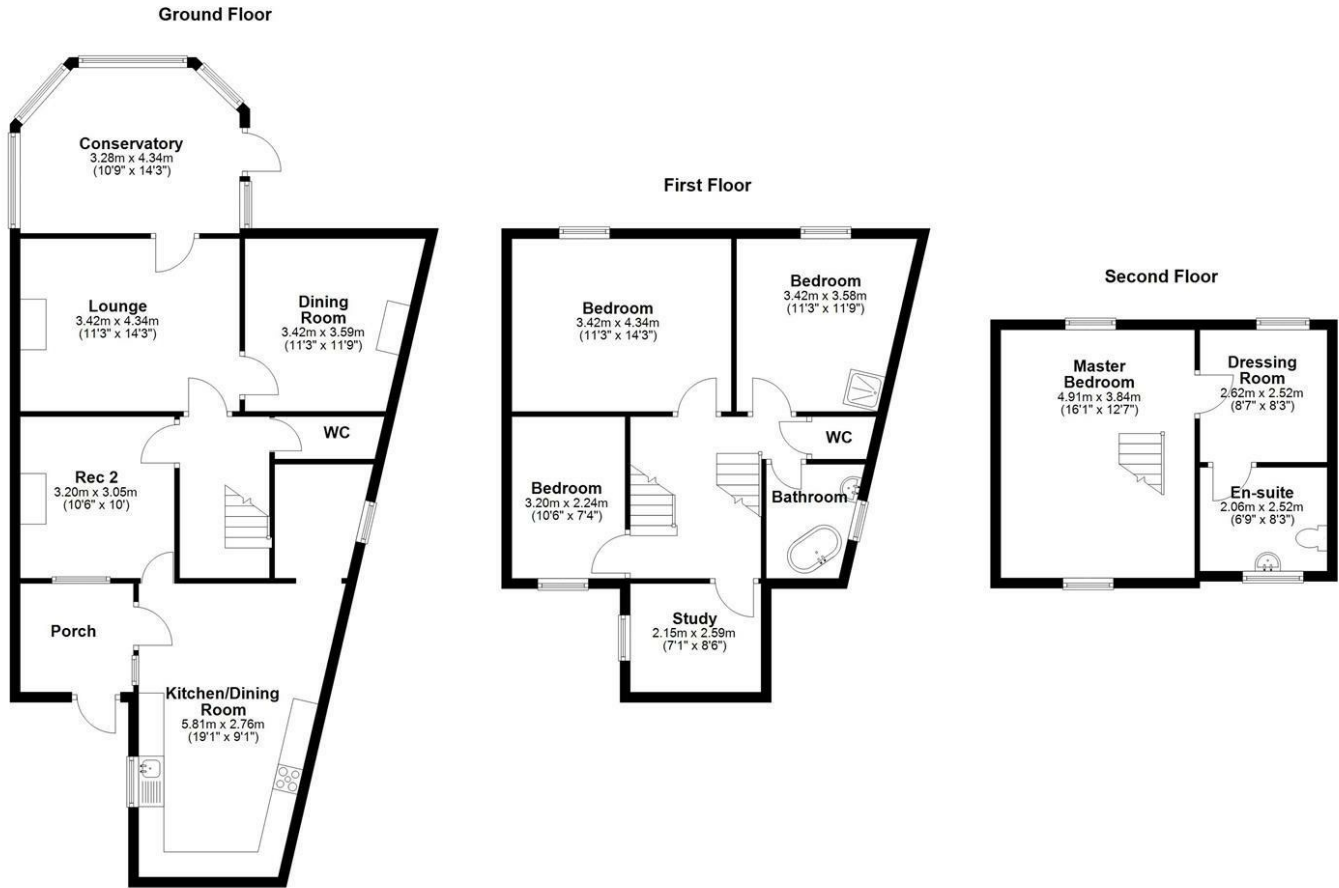 Ground Floor
Conservatory
3.28m x 4.34m
(10'9" x 14'3")
Lounge
3.42m x 4.34m
(11'3" x 14'3")
Dining
Room
3.42m x 3.59m
(11'3" x 11'9")
WC
Rec 2
3.20m x 3.05m
(10'6" x 10')
Porch
Kitchen/Dining
Room
5.81m x 2.76m
(19'1" x 9'1")
First Floor
Bedroom
3.42m x 4.34m
(11'3" x 14'3")
Bedroom
3.42m x 3.58m
(11'3" x 11'9")
WC
Bedroom
3.20m x 2.24m
(10'6" x 7'4")
Bathroom
Study
2.15m x 2.59m
(7'1" x 8'6")
Second Floor
Master
Bedroom
4.91m x 3.84m
(16'1" x 12'7")
Dressing
Room
2.62m x 2.52m
(8'7" x 8'3")
En-suite
2.06m x 2.52m
(6'9" x 8'3")